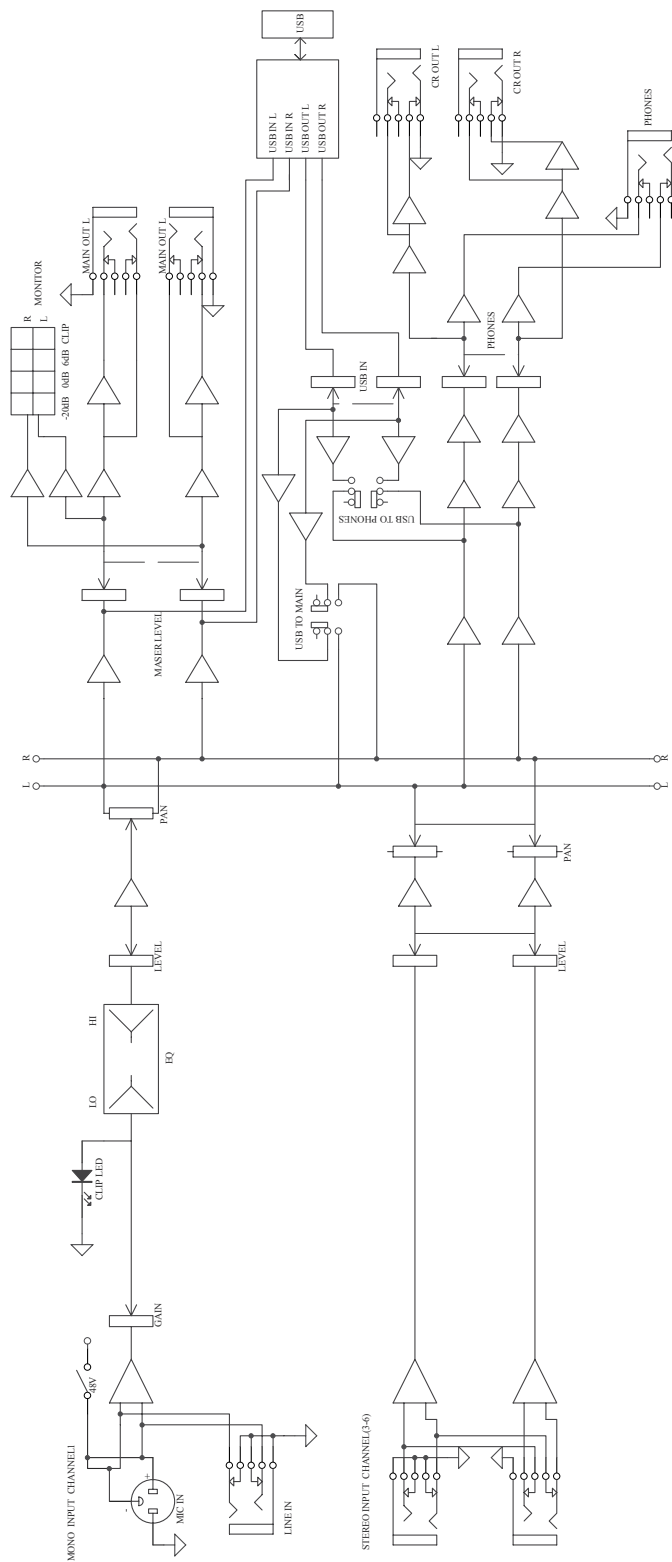 MONO INPUT CHANNEL1
48V
+
-
MIC IN
LINE IN
GAIN
CLIP LED
LO
HI
EQ
LEVEL
PAN
L
R
MASER LEVEL
-20dB 0dB 6dB CLIP
R
L
MONITOR
MAIN OUT L
MAIN OUT L
USB IN L
USB IN R
USB OUT L
USB OUT R
USB
USB TO MAIN
USB TO PHONES
USB IN
CR OUT L
CR OUT R
PHONES
PHONES
STEREO INPUT CHANNEL(3-6)
LEVEL
PAN
L
R